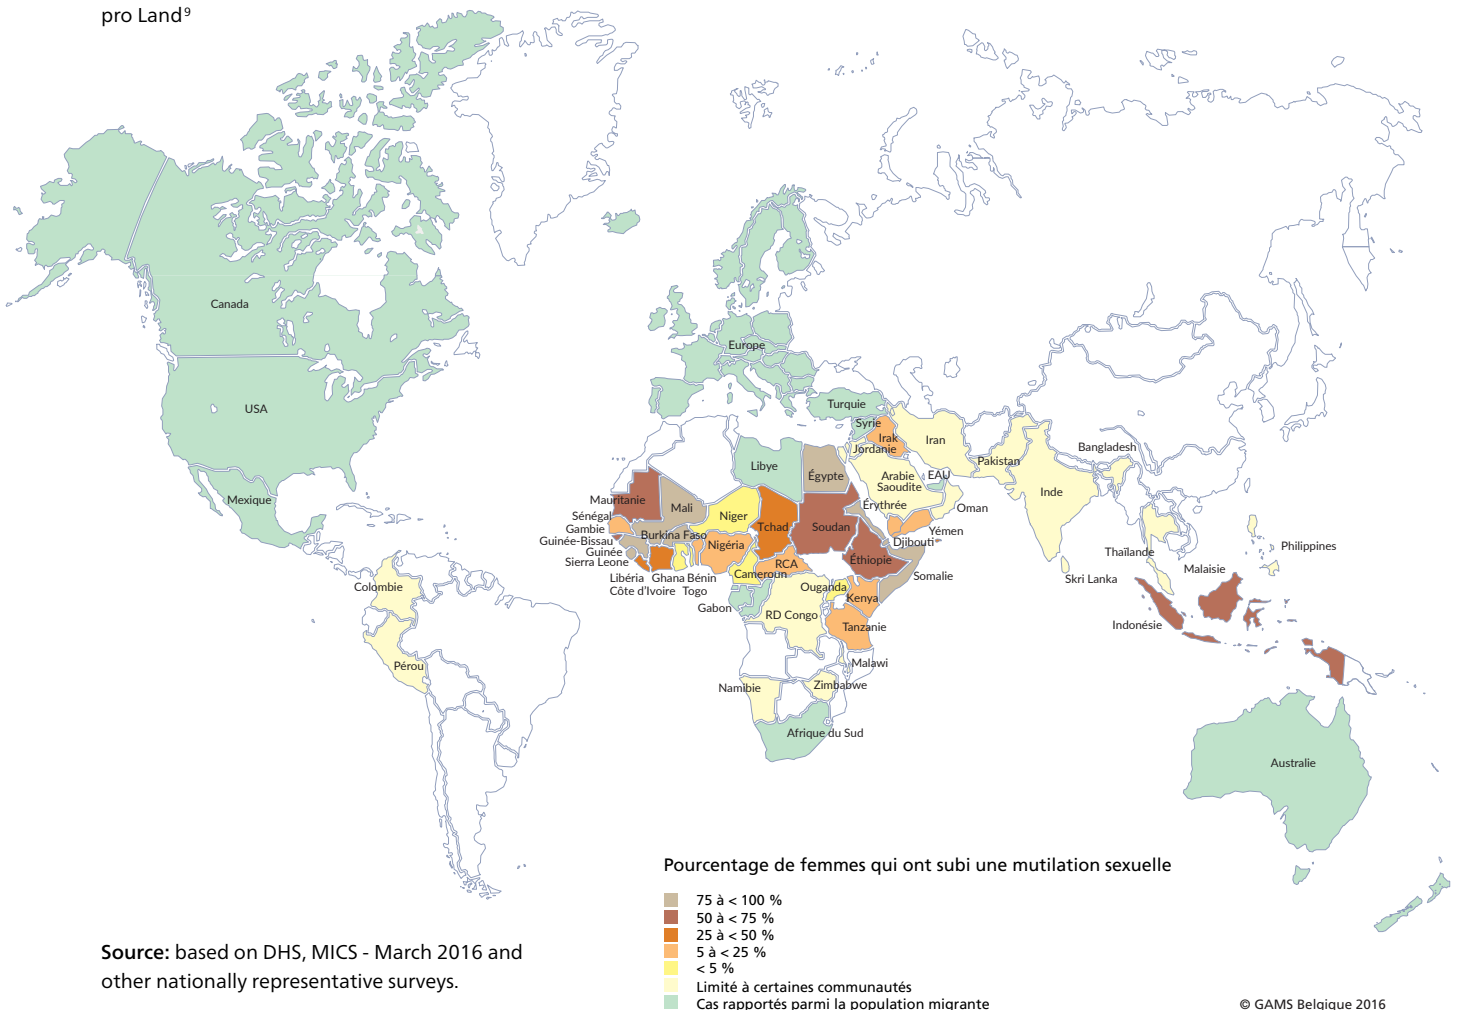 pro Land⁹
Canada
USA
Mexique
Colombie
Pérou
Europe
Turquie
Syrie
Irak
Jordanie
Iran
Pakistan
Bangladesh
Libye
Égypte
Arabie
Saoudite
EAU
Inde
Mauritanie
Mali
Niger
Tchad
Soudan
Érythrée
Oman
Yémen
Sénégal
Gambie
Guinée-Bissau
Guinée
Sierra Leone
Burkina Faso
Nigéria
Djibouti
Éthiopie
Somalie
Libéria
Côte d'Ivoire
Ghana
Togo
Bénin
Cameroun
RCA
Gabon
Ouganda
Kenya
RD Congo
Tanzanie
Malawi
Namibie
Zimbabwe
Afrique du Sud
Thaïlande
Philippines
Skri Lanka
Malaisie
Indonésie
Australie
Pourcentage de femmes qui ont subi une mutilation sexuelle
75 à < 100 %
50 à < 75 %
25 à < 50 %
5 à < 25 %
< 5 %
Limité à certaines communautés
Cas rapportés parmi la population migrante
Source: based on DHS, MICS - March 2016 and
other nationally representative surveys.
© GAMS Belgique 2016